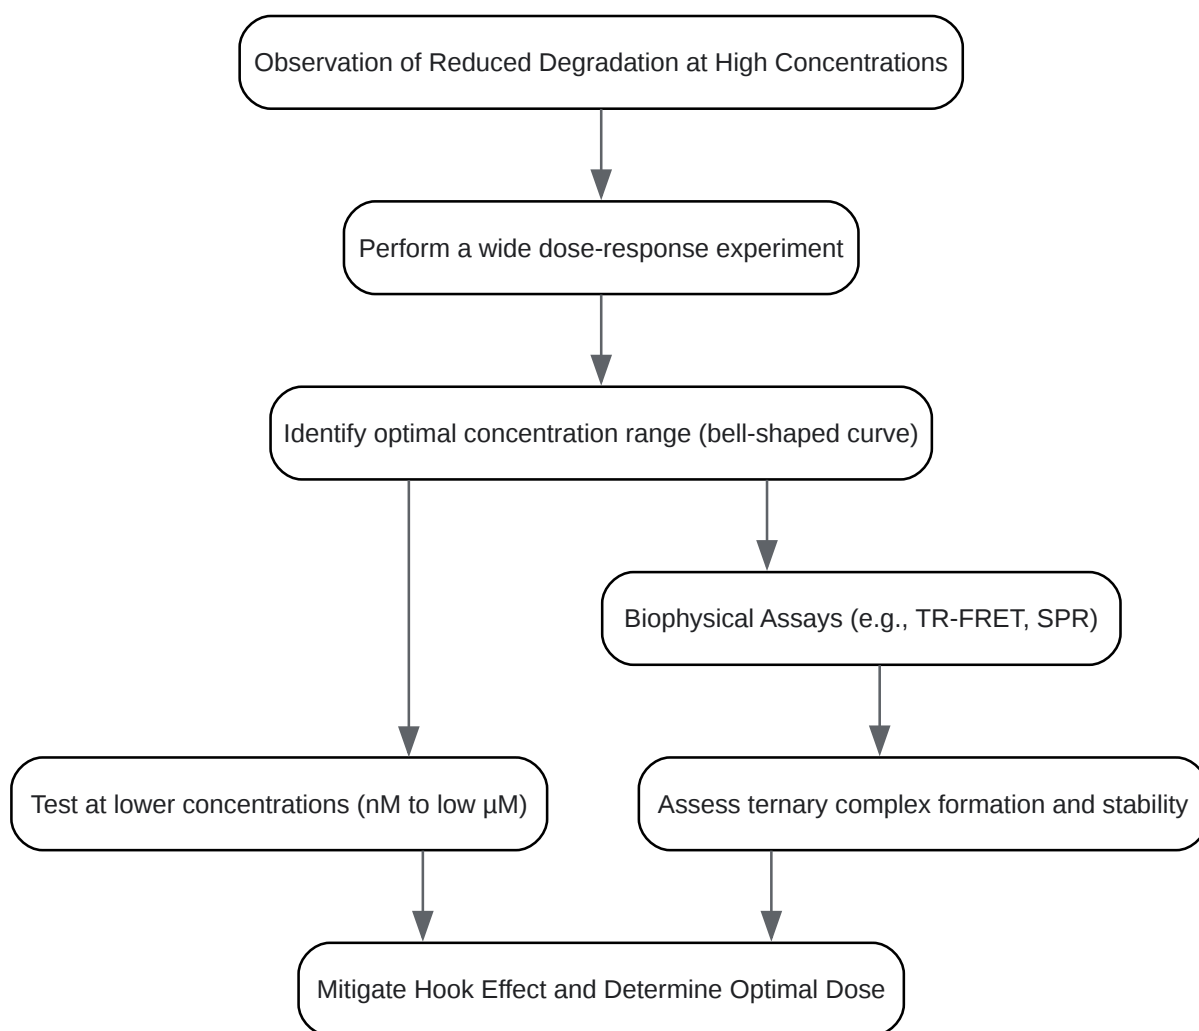 Observation of Reduced Degradation at High Concentrations
Perform a wide dose-response experiment
Identify optimal concentration range (bell-shaped curve)
Biophysical Assays (e.g., TR-FRET, SPR)
Test at lower concentrations (nM to low µM)
Assess ternary complex formation and stability
Mitigate Hook Effect and Determine Optimal Dose